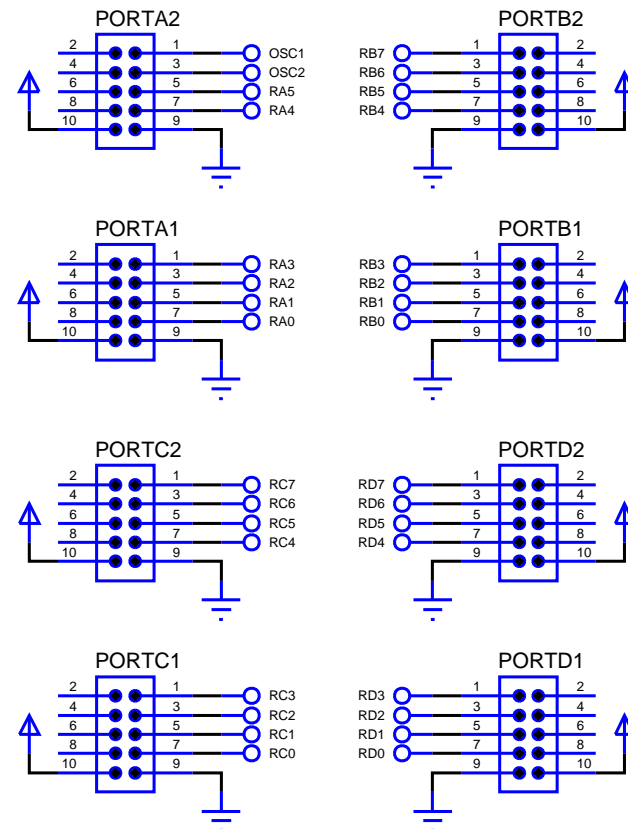 PORTA2 PORTB2
2 1 OSC1 RB7 1 2
4 3 OSC2 RB6 3 4
6 5 RA5 RB5 5 6
8 7 RA4 RB4 7 8
10 9 9 10
PORTA1 PORTB1
2 1 RA3 RB3 1 2
4 3 RA2 RB2 3 4
6 5 RA1 RB1 5 6
8 7 RA0 RB0 7 8
10 9 9 10
PORTC2 PORTD2
2 1 RC7 RD7 1 2
4 3 RC6 RD6 3 4
6 5 RC5 RD5 5 6
8 7 RC4 RD4 7 8
10 9 9 10
PORTC1 PORTD1
2 1 RC3 RD3 1 2
4 3 RC2 RD2 3 4
6 5 RC1 RD1 5 6
8 7 RC0 RD0 7 8
10 9 9 10